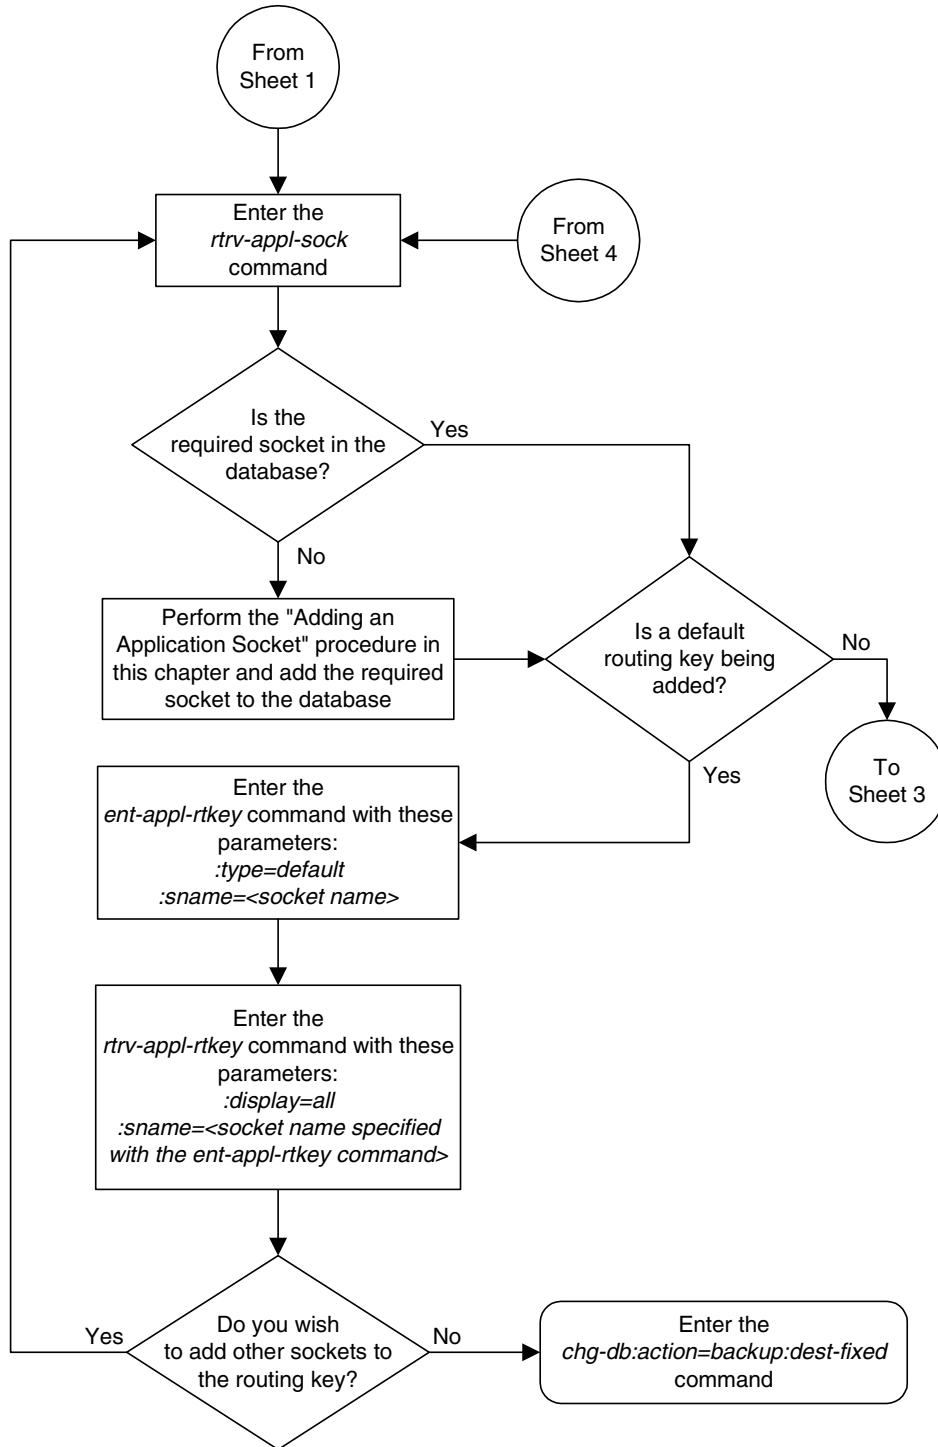 From
Sheet 1
Enter the
rtrv-appl-sock
command
From
Sheet 4
Is the
required socket in the
database?
Yes
No
Perform the "Adding an
Application Socket" procedure in
this chapter and add the required
socket to the database
Is a default
routing key being
added?
No
Yes
To
Sheet 3
Enter the
ent-appl-rtkey command with these
parameters:
:type=default
:sname=<socket name>
Enter the
rtrv-appl-rtkey command with these
parameters:
:display=all
:sname=<socket name specified
with the ent-appl-rtkey command>
Do you wish
to add other sockets to
the routing key?
Yes
No
Enter the
chg-db:action=backup:dest-fixed
command